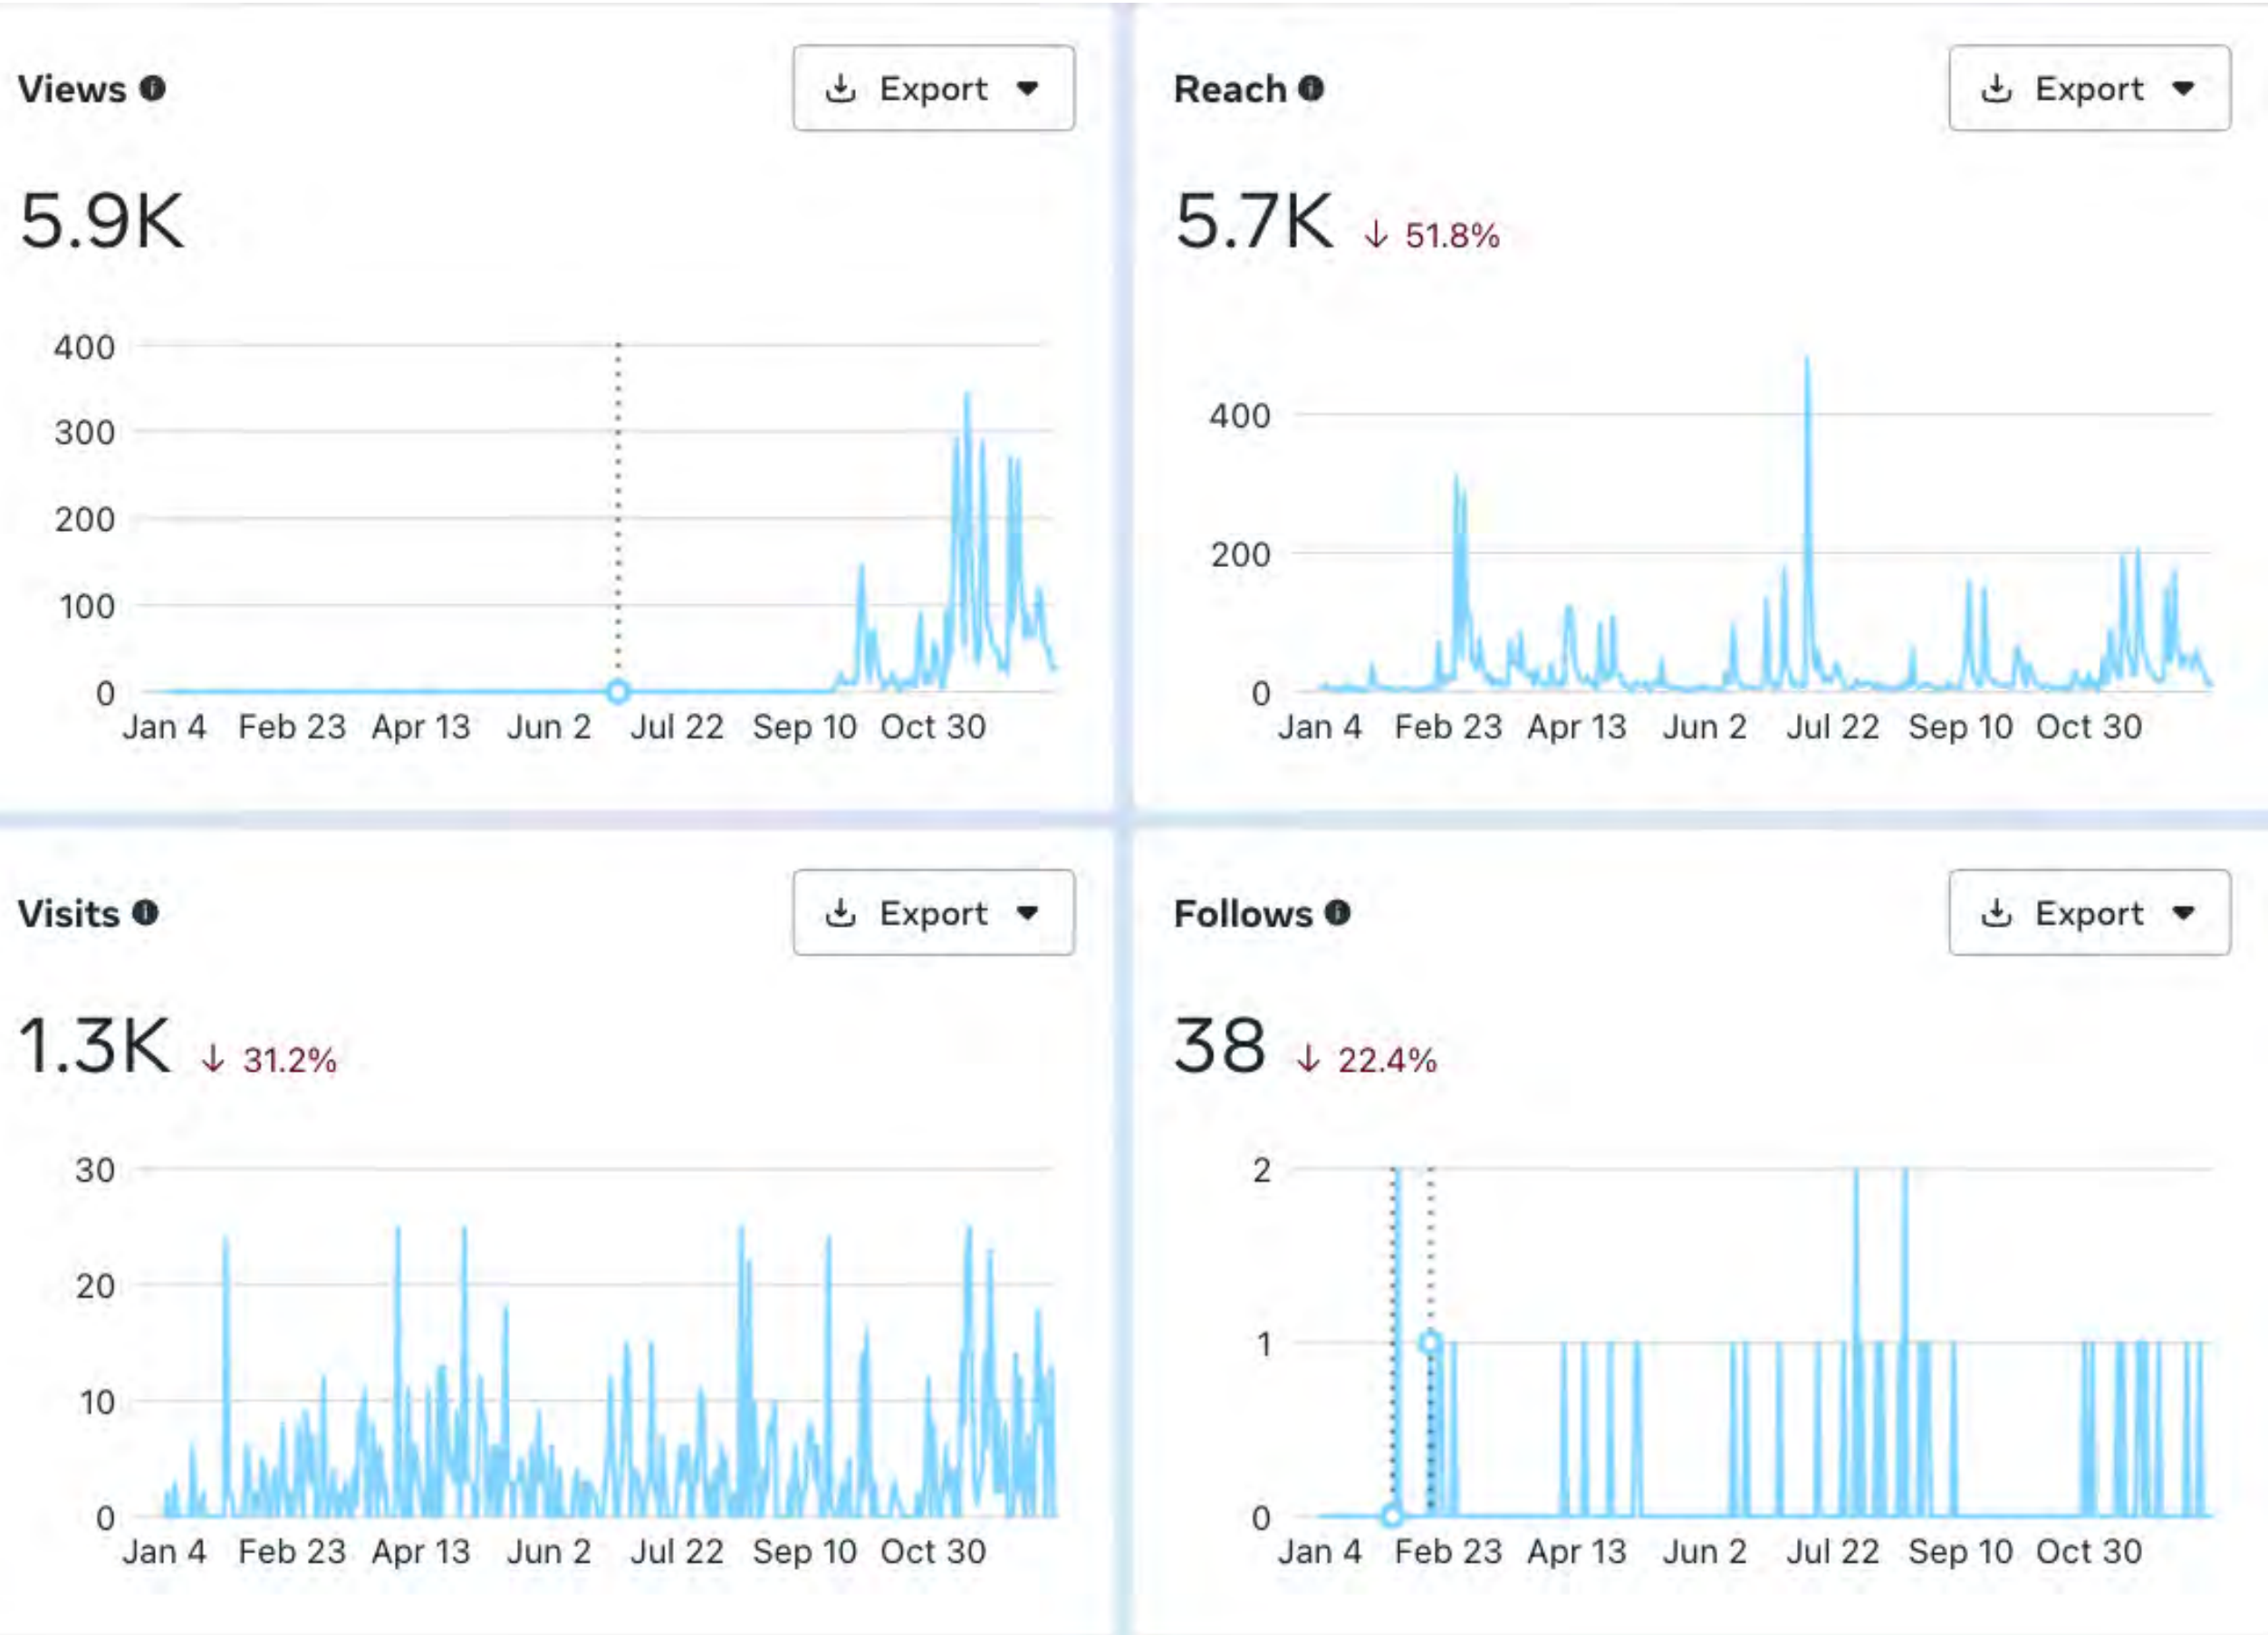 Views
Export
5.9K
400
300
200
100
0
Jan 4 Feb 23 Apr 13 Jun 2 Jul 22 Sep 10 Oct 30
Reach
Export
5.7K ↓ 51.8%
400
200
0
Jan 4 Feb 23 Apr 13 Jun 2 Jul 22 Sep 10 Oct 30
Visits
Export
1.3K ↓ 31.2%
30
20
10
0
Jan 4 Feb 23 Apr 13 Jun 2 Jul 22 Sep 10 Oct 30
Follows
Export
38 ↓ 22.4%
2
1
0
Jan 4 Feb 23 Apr 13 Jun 2 Jul 22 Sep 10 Oct 30